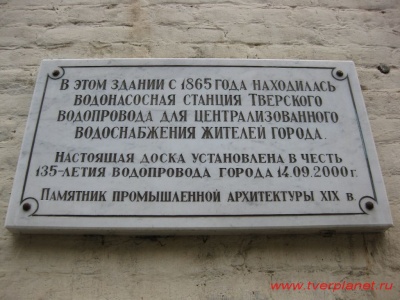 В ЭТОМ ЗДАНИИ С 1865 ГОДА НАХОДИЛАСЬ
ВОДОНАСОСНАЯ СТАНЦИЯ ТВЕРСКОГО
ВОДОПРОВОДА ДЛЯ ЦЕНТРАЛИЗОВАННОГО
ВОДОСНАБЖЕНИЯ ЖИТЕЛЕЙ ГОРОДА.
НАСТОЯЩАЯ ДОСКА УСТАНОВЛЕНА В ЧЕСТЬ
135-ЛЕТИЯ ВОДОПРОВОДА ГОРОДА 14.09.2000 г.
ПАМЯТНИК ПРОМЫШЛЕННОЙ АРХИТЕКТУРЫ XIX в.
www.tverplanet.ru